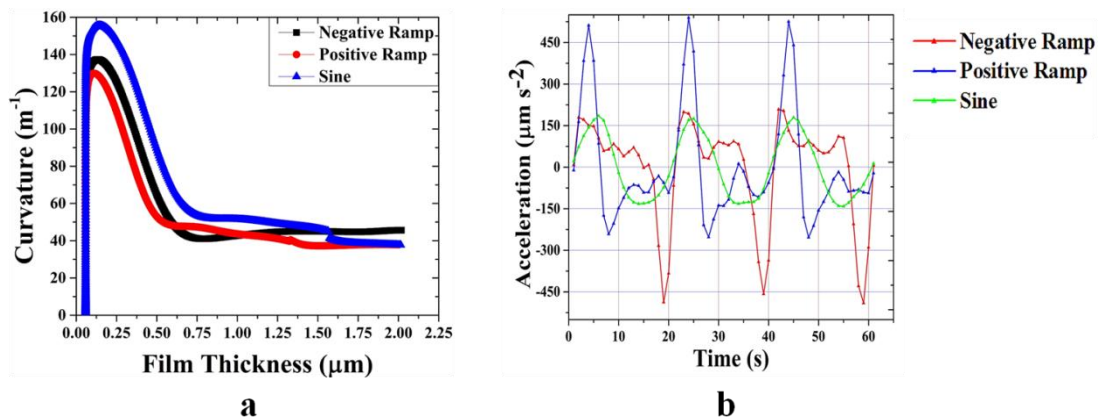 160
140
120
100
80
60
40
20
0
Curvature (m⁻¹)
Negative Ramp
Positive Ramp
Sine
0.00 0.25 0.50 0.75 1.00 1.25 1.50 1.75 2.00 2.25
Film Thickness (μm)
a
450
300
150
0
-150
-300
-450
Acceleration (μm s⁻²)
0 10 20 30 40 50 60
Time (s)
b
Negative Ramp
Positive Ramp
Sine